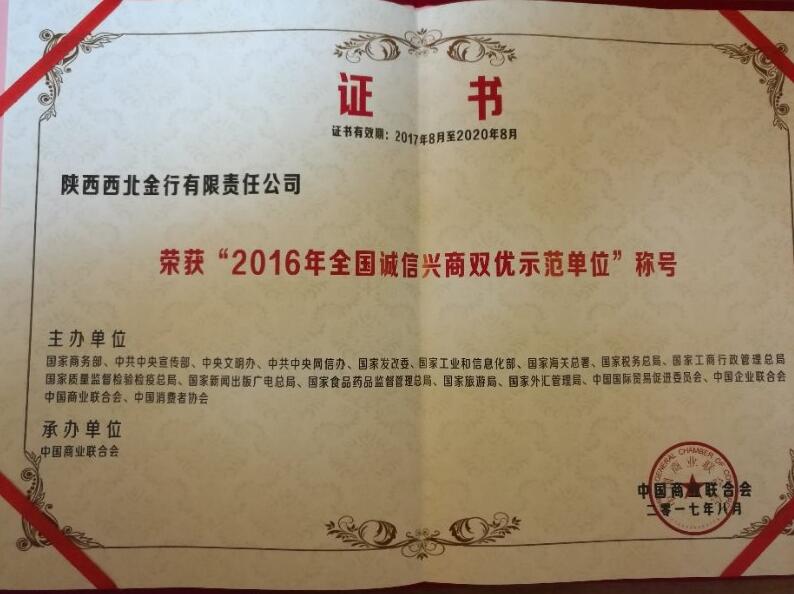 证 书
证书有效期：2017年8月至2020年8月
陕西西北金行有限责任公司
荣获“2016年全国诚信兴商双优示范单位”称号
主办单位
国家商务部、中共中央宣传部、中央文明办、中共中央网信办、国家发改委、国家工业和信息化部、国家海关总署、国家税务总局、国家工商行政管理总局
国家质量监督检验检疫总局、国家新闻出版广电总局、国家食品药品监督管理总局、国家旅游局、国家外汇管理局、中国国际贸易促进委员会、中国企业联合会
中国商业联合会、中国消费者协会
承办单位
中国商业联合会
GENERAL CHAMBER OF
中国商业联合会
二零一七年八月